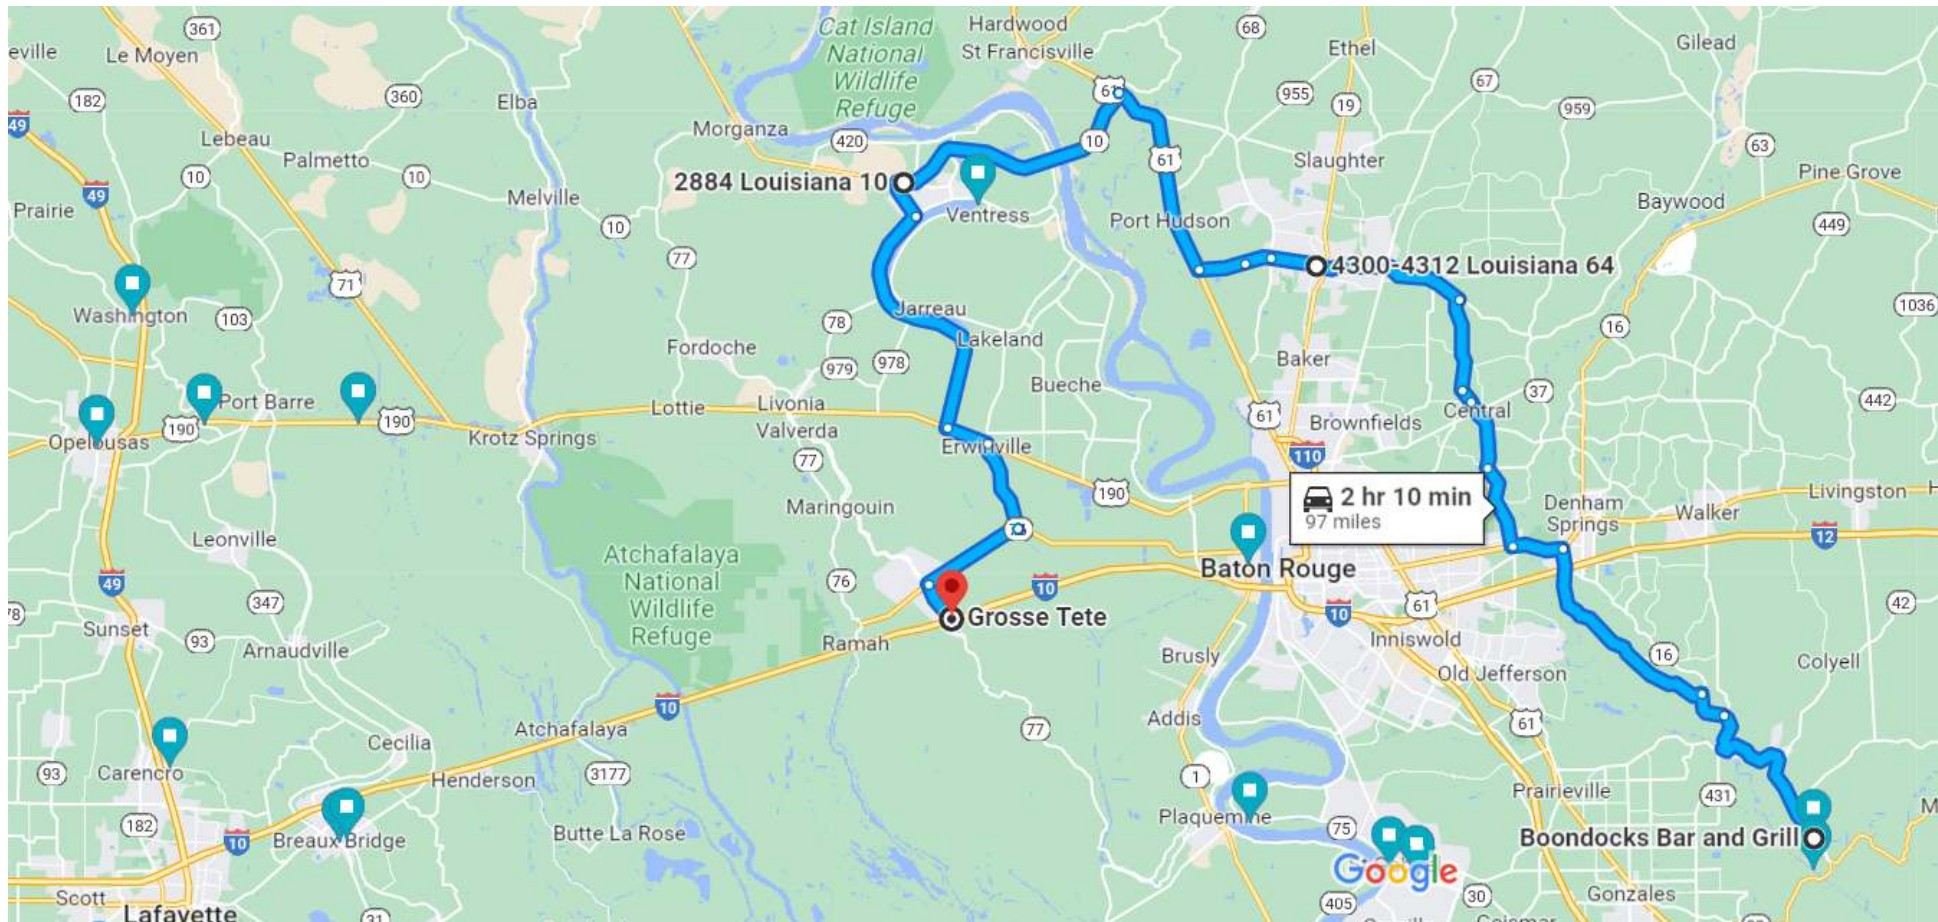 361
Le Moyen
eville
182
360
Elba
49
Lebeau
Palmetto
10
10
Melville
49
Prairie
10
77
71
Washington
103
Fordoche
Port Barre
190
190
Opelousas
Krotz Springs
Lottie
Livonia
Valverda
77
Maringouin
Leonville
Atchafalaya
National
Wildlife
Refuge
49
347
76
78
Sunset
93
Arnaudville
Ramah
10
Atchafalaya
Cecilia
3177
93
Carencro
Henderson
182
10
Breaux Bridge
Butte La Rose
Scott
Lafayette
31
Cat Island
National
Wildlife
Refuge
Hardwood
St Francisville
68
Ethel
Gilead
67
61
955
19
959
Morganza
420
10
61
Slaughter
63
Pine Grove
2884 Louisiana 10
Ventress
Port Hudson
Baywood
449
4300-4312 Louisiana 64
1036
16
78
Jarreau
Lakeland
979
978
Bueche
Baker
37
442
61
Central
Brownfields
Erwinville
110
190
2 hr 10 min
97 miles
Denham
Springs
Walker
Livingston
H
12
Baton Rouge
10
61
10
42
Grosse Tete
Inniswold
Brusly
Old Jefferson
16
Colyell
Addis
61
77
1
Prairieville
431
M
Plaquemine
75
Boondocks Bar and Grill
Google
30
Gonzales
405
Geismar